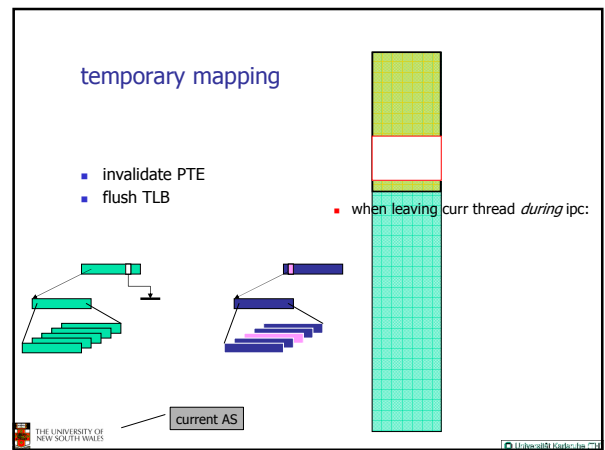 temporary mapping
invalidate PTE
flush TLB
when leaving curr thread during ipc:
current AS
THE UNIVERSITY OF
NEW SOUTH WALES
Universität Karlsruhe (TH)